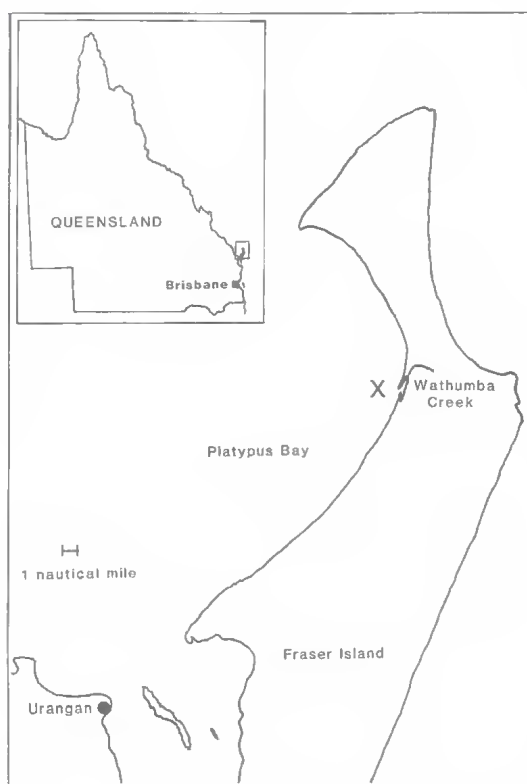 QUEENSLAND
Brisbane
X
Wathumba
Creek
Platypus Bay
1 nautical mile
Fraser Island
Urangan